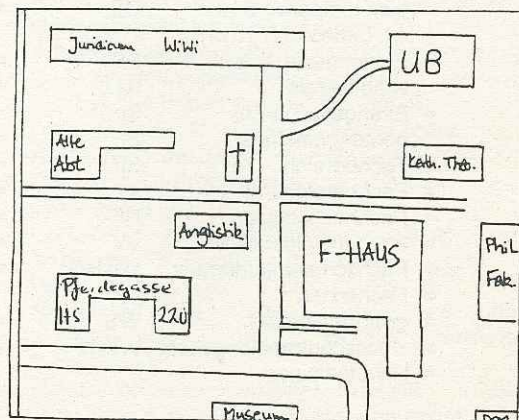 Juridicum WiWi
UB
Alte
Abt.
Kath. Theo.
Anglistik
F-HAUS
Phil.
Fak.
Pferdegasse
HS 220
Museum